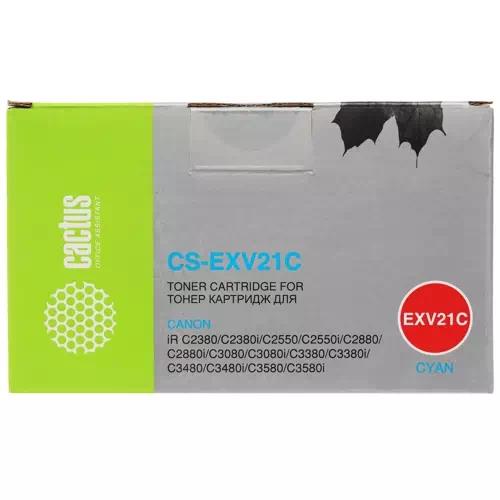 cactus
OFFICE ASSISTANT
CS-EXV21C
TONER CARTRIDGE FOR
ТОНЕР КАРТРИДЖ ДЛЯ
CANON
iR C2380/C2380i/C2550/C2550i/C2880/
C2880i/C3080/C3080i/C3380/C3380i/
C3480/C3480i/C3580/C3580i
EXV21C
CYAN